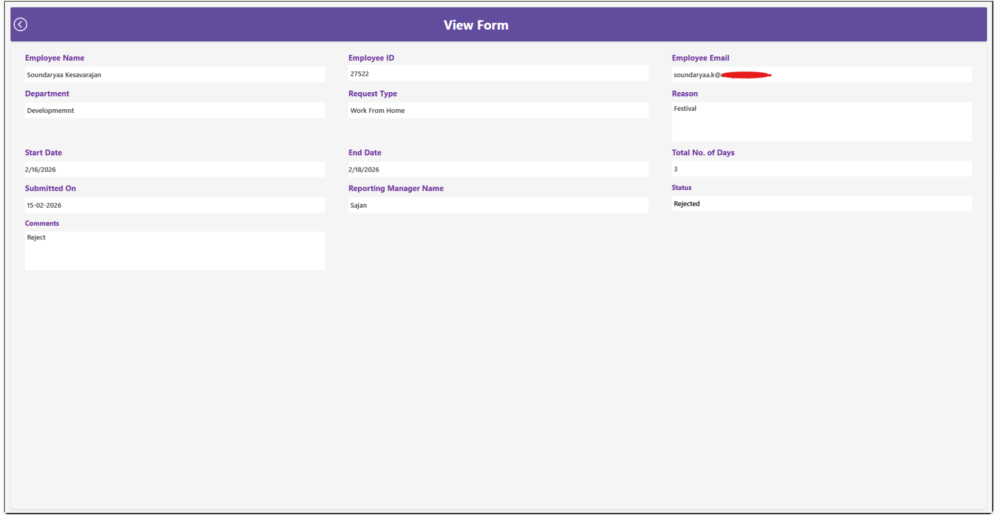 View Form
Employee Name
Employee ID
Employee Email
Soundaryaa Kesavarajan
27522
soundaryaa.k@
Department
Request Type
Reason
Developmemnt
Work From Home
Festival
Start Date
End Date
Total No. of Days
2/16/2026
2/18/2026
3
Submitted On
Reporting Manager Name
Status
15-02-2026
Sajan
Rejected
Comments
Reject